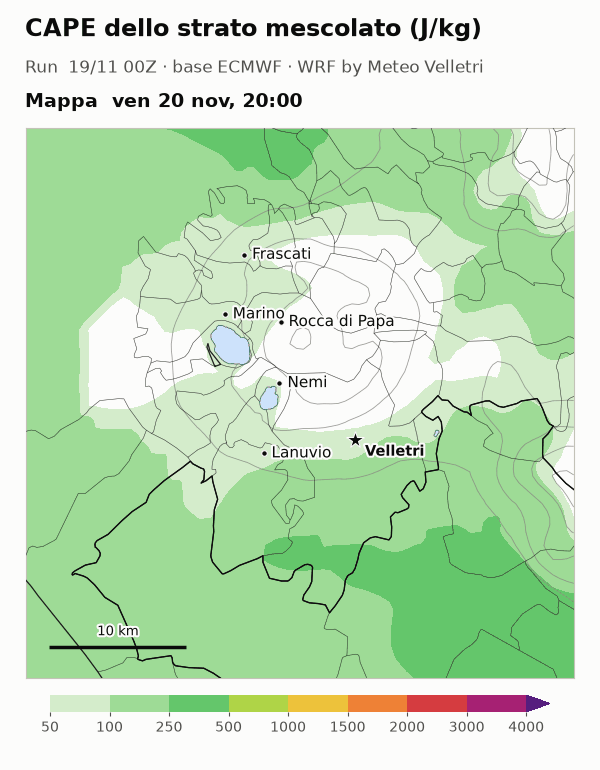 CAPE dello strato mescolato (J/kg)
Run  19/11 00Z · base ECMWF · WRF by Meteo Velletri
Mappa  ven 20 nov, 20:00
Frascati
Marino
Rocca di Papa
Nemi
Velletri
Lanuvio
10 km
50 100 250 500 1000 1500 2000 3000 4000